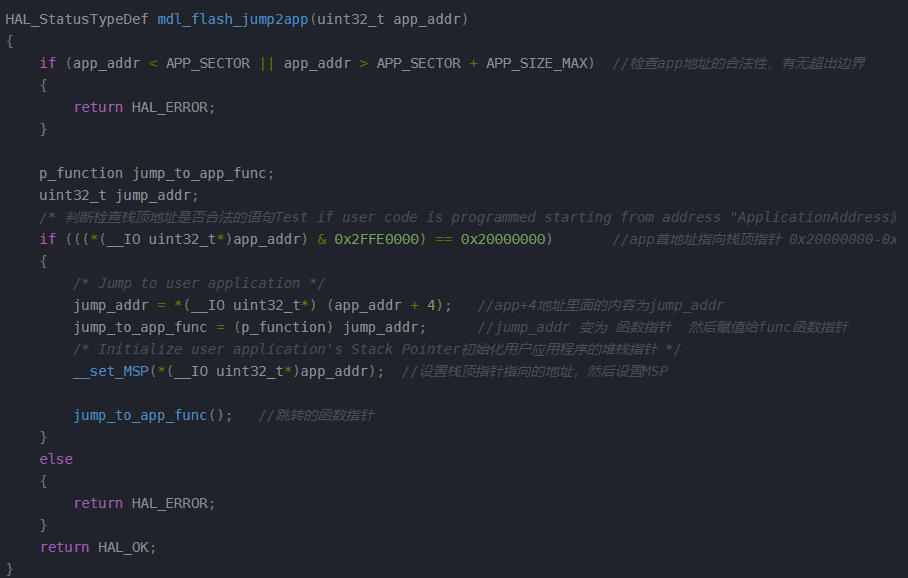 HAL_StatusTypeDef mdl_flash_jump2app(uint32_t app_addr)
{
    if (app_addr < APP_SECTOR || app_addr > APP_SECTOR + APP_SIZE_MAX)  //检查app地址的合法性，有无超出边界
    {
        return HAL_ERROR;
    }

    p_function jump_to_app_func;
    uint32_t jump_addr;
    /* 判断检查栈顶地址是否合法的语句Test if user code is programmed starting from address "ApplicationAddress
    if (((*(__IO uint32_t*)app_addr) & 0x2FFE0000) == 0x20000000)       //app首地址指向栈顶指针 0x20000000-0x
    {
        /* Jump to user application */
        jump_addr = *(__IO uint32_t*) (app_addr + 4);   //app+4地址里面的内容为jump_addr
        jump_to_app_func = (p_function) jump_addr;      //jump_addr 变为 函数指针  然后赋值给func函数指针
        /* Initialize user application's Stack Pointer初始化用户应用程序的堆栈指针 */
        __set_MSP(*(__IO uint32_t*)app_addr);  //设置栈顶指针指向的地址，然后设置MSP

        jump_to_app_func();   //跳转的函数指针
    }
    else
    {
        return HAL_ERROR;
    }
    return HAL_OK;
}